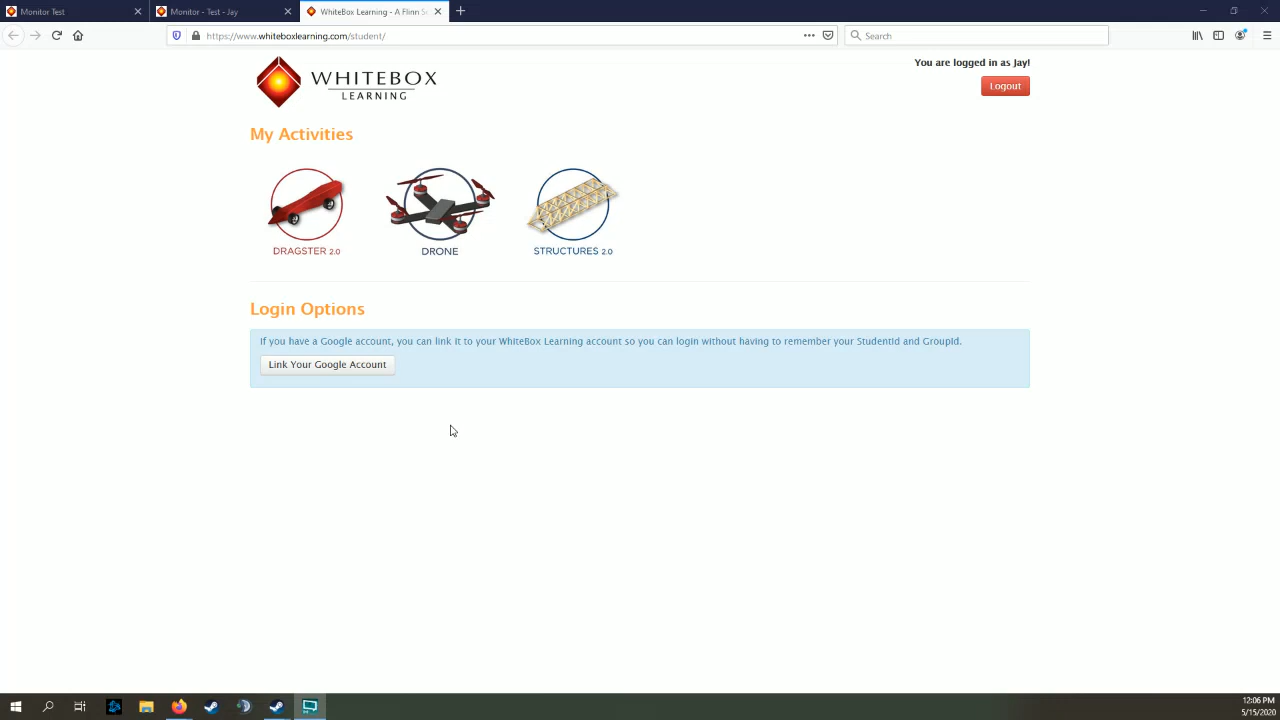 Monitor Test
Monitor - Test - Jay
WhiteBox Learning - A Flinn S
https://www.whiteboxlearning.com/student/
Search
WHITEBOX
LEARNING
You are logged in as Jay!
Logout
My Activities
DRAGSTER 2.0
DRONE
STRUCTURES 2.0
Login Options
If you have a Google account, you can link it to your WhiteBox Learning account so you can login without having to remember your StudentId and GroupId.
Link Your Google Account
12:06 PM
5/15/2020